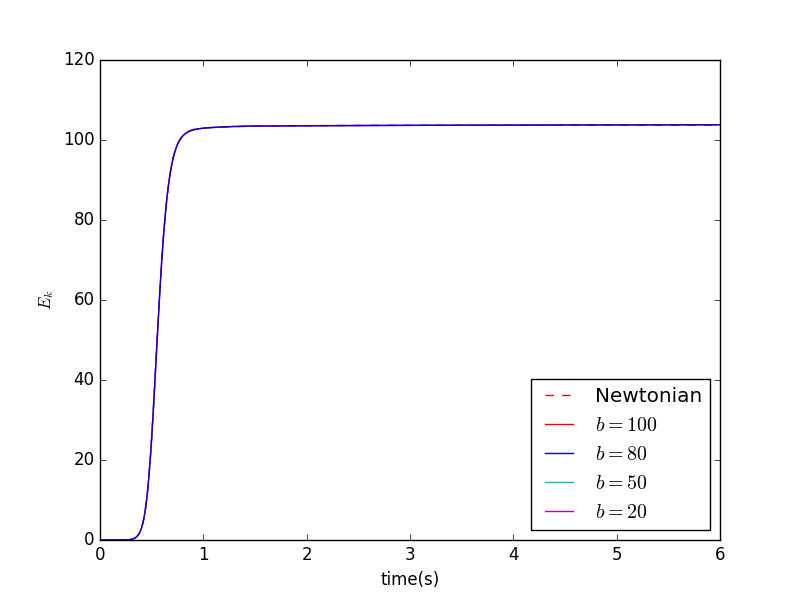 120
100
80
60
40
20
0
E_k
0 1 2 3 4 5 6
time(s)
Newtonian
b = 100
b = 80
b = 50
b = 20